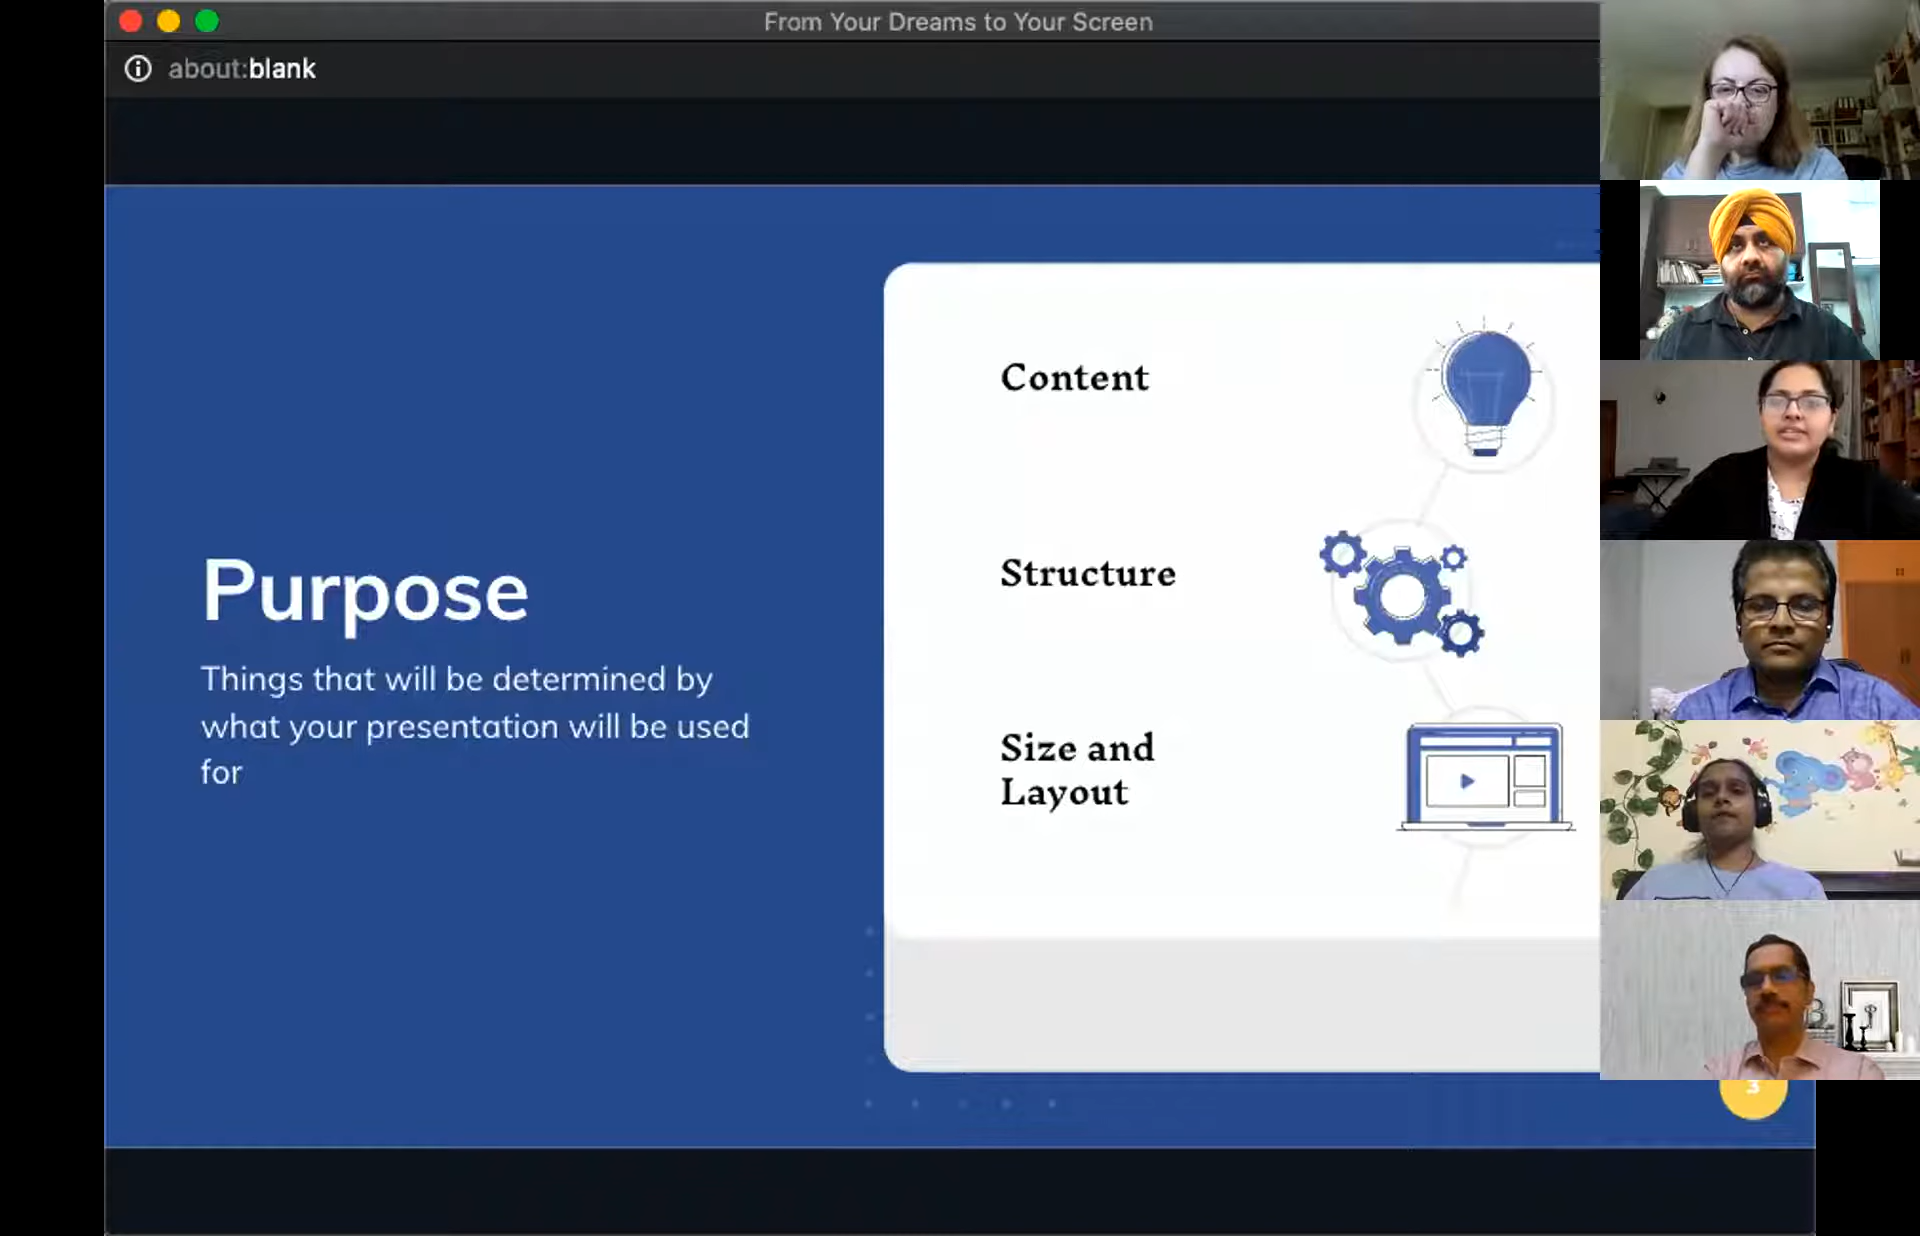 From Your Dreams to Your Screen
about:blank
Content
Structure
Purpose
Things that will be determined by
what your presentation will be used
for
Size and
Layout
3